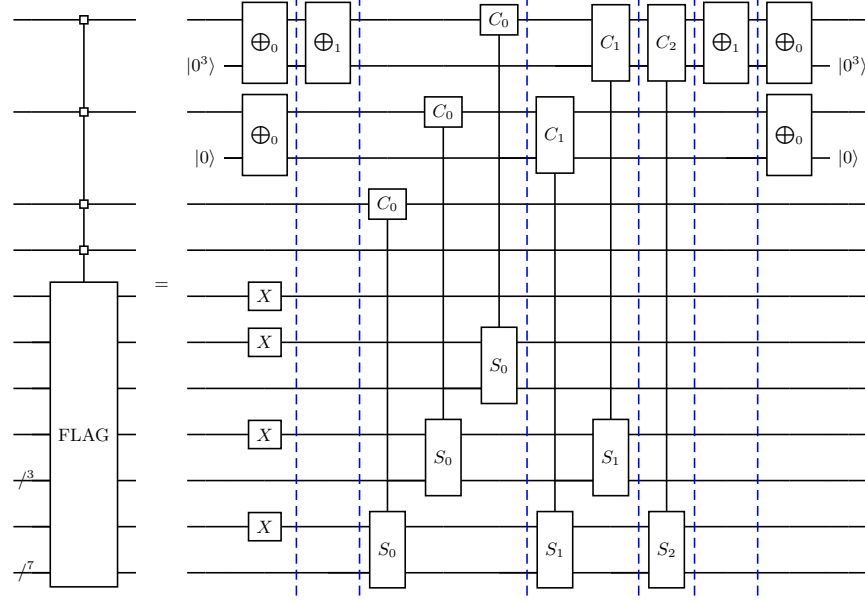 ⊕₀ ⊕₁ C₀ C₁ C₂ ⊕₁ ⊕₀
|0³⟩ |0³⟩
⊕₀ C₀ C₁ ⊕₀
|0⟩ |0⟩
C₀
= X
X S₀
FLAG X S₀ S₁
/³
X S₀ S₁ S₂
/⁷